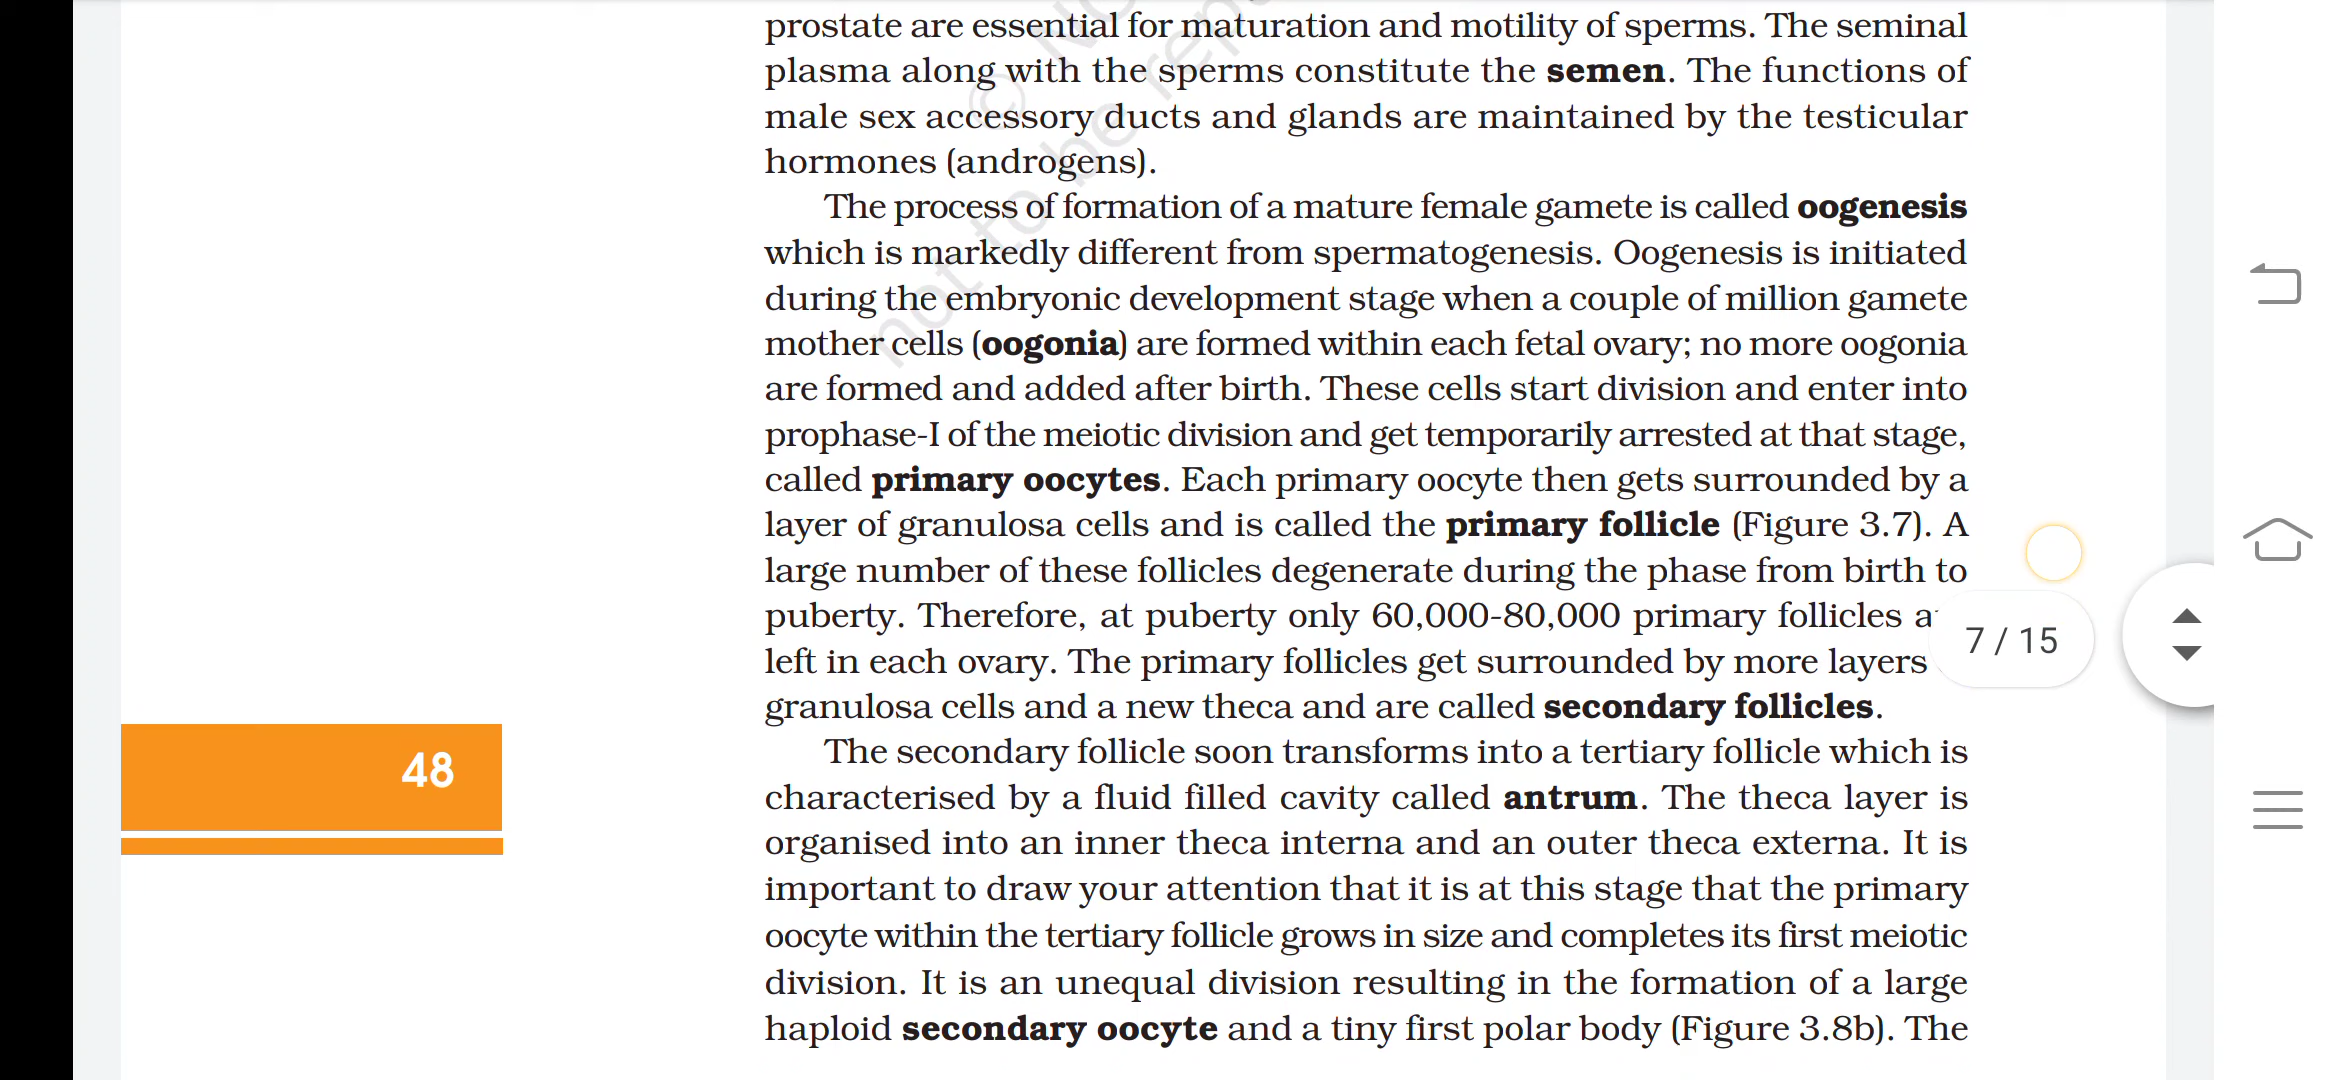 prostate are essential for maturation and motility of sperms. The seminal
plasma along with the sperms constitute the semen. The functions of
male sex accessory ducts and glands are maintained by the testicular
hormones (androgens).
The process of formation of a mature female gamete is called oogenesis
which is markedly different from spermatogenesis. Oogenesis is initiated
during the embryonic development stage when a couple of million gamete
mother cells (oogonia) are formed within each fetal ovary; no more oogonia
are formed and added after birth. These cells start division and enter into
prophase-I of the meiotic division and get temporarily arrested at that stage,
called primary oocytes. Each primary oocyte then gets surrounded by a
layer of granulosa cells and is called the primary follicle (Figure 3.7). A
large number of these follicles degenerate during the phase from birth to
puberty. Therefore, at puberty only 60,000-80,000 primary follicles
left in each ovary. The primary follicles get surrounded by more layers
granulosa cells and a new theca and are called secondary follicles.
The secondary follicle soon transforms into a tertiary follicle which is
characterised by a fluid filled cavity called antrum. The theca layer is
organised into an inner theca interna and an outer theca externa. It is
important to draw your attention that it is at this stage that the primary
oocyte within the tertiary follicle grows in size and completes its first meiotic
division. It is an unequal division resulting in the formation of a large
haploid secondary oocyte and a tiny first polar body (Figure 3.8b). The
48
7 / 15
©
not to be